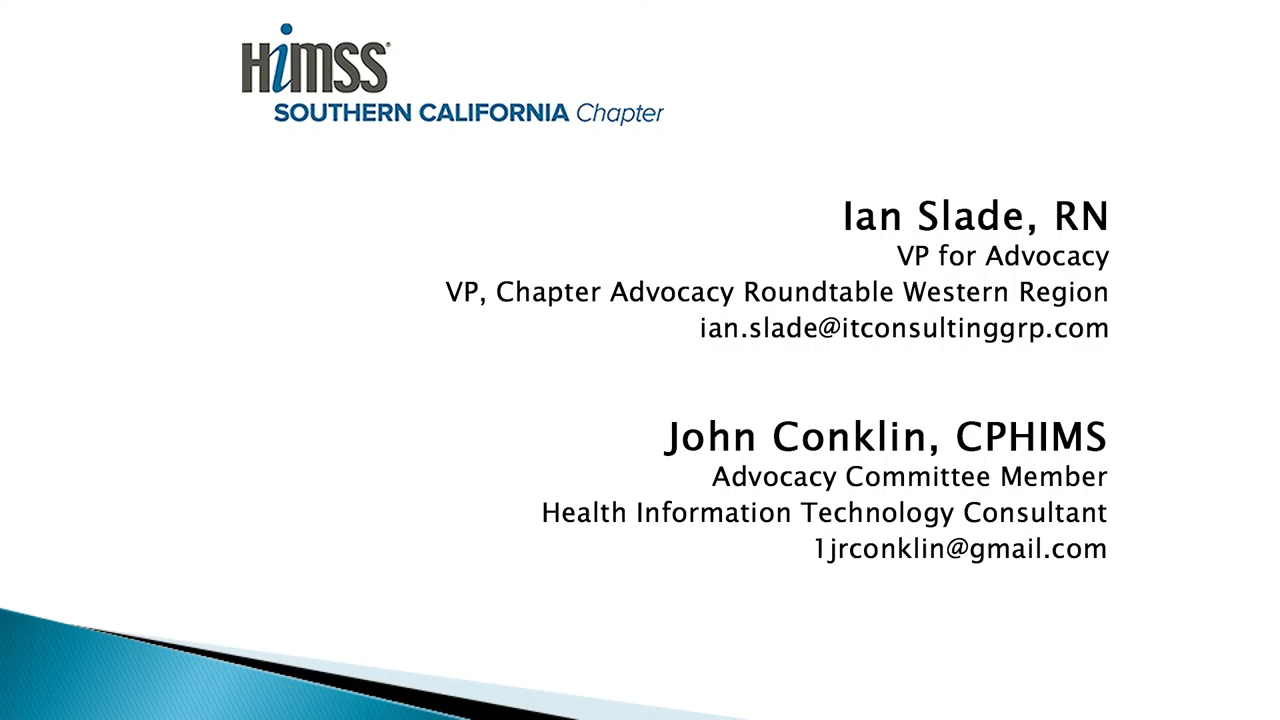 HiMSS®
SOUTHERN CALIFORNIA Chapter
Ian Slade, RN
VP for Advocacy
VP, Chapter Advocacy Roundtable Western Region
ian.slade@itconsultinggrp.com
John Conklin, CPHIMS
Advocacy Committee Member
Health Information Technology Consultant
1jrconklin@gmail.com